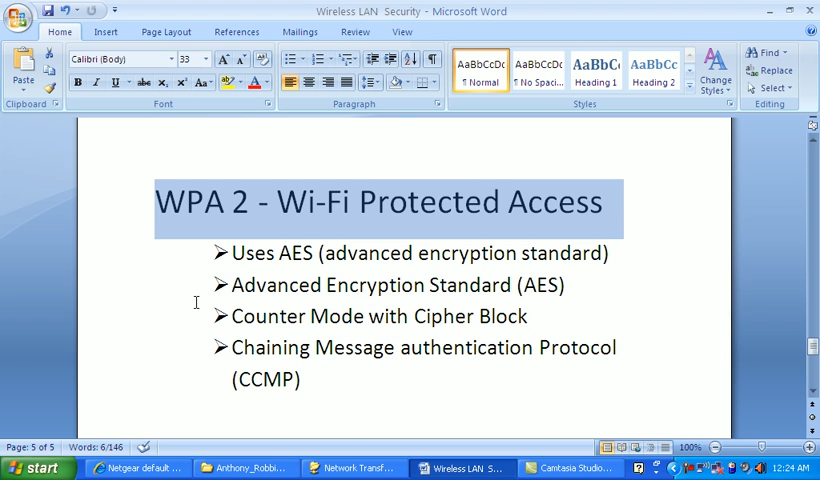 Wireless LAN Security - Microsoft Word
Home Insert Page Layout References Mailings Review View
Paste
Calibri (Body) 33
B I U abc x₂ x² Aa
AaBbCcDc AaBbCcDc AaBbC AaBbCc
¶ Normal ¶ No Spaci... Heading 1 Heading 2
Change
Styles
Find
Replace
Select
Clipboard Font Paragraph Styles Editing
WPA 2 - Wi-Fi Protected Access
➢Uses AES (advanced encryption standard)
➢Advanced Encryption Standard (AES)
➢Counter Mode with Cipher Block
➢Chaining Message authentication Protocol
(CCMP)
Page: 5 of 5 Words: 6/146 100%
start Netgear default ... Anthony_Robbi... Network Transf... Wireless LAN S... Camtasia Studio... 12:24 AM